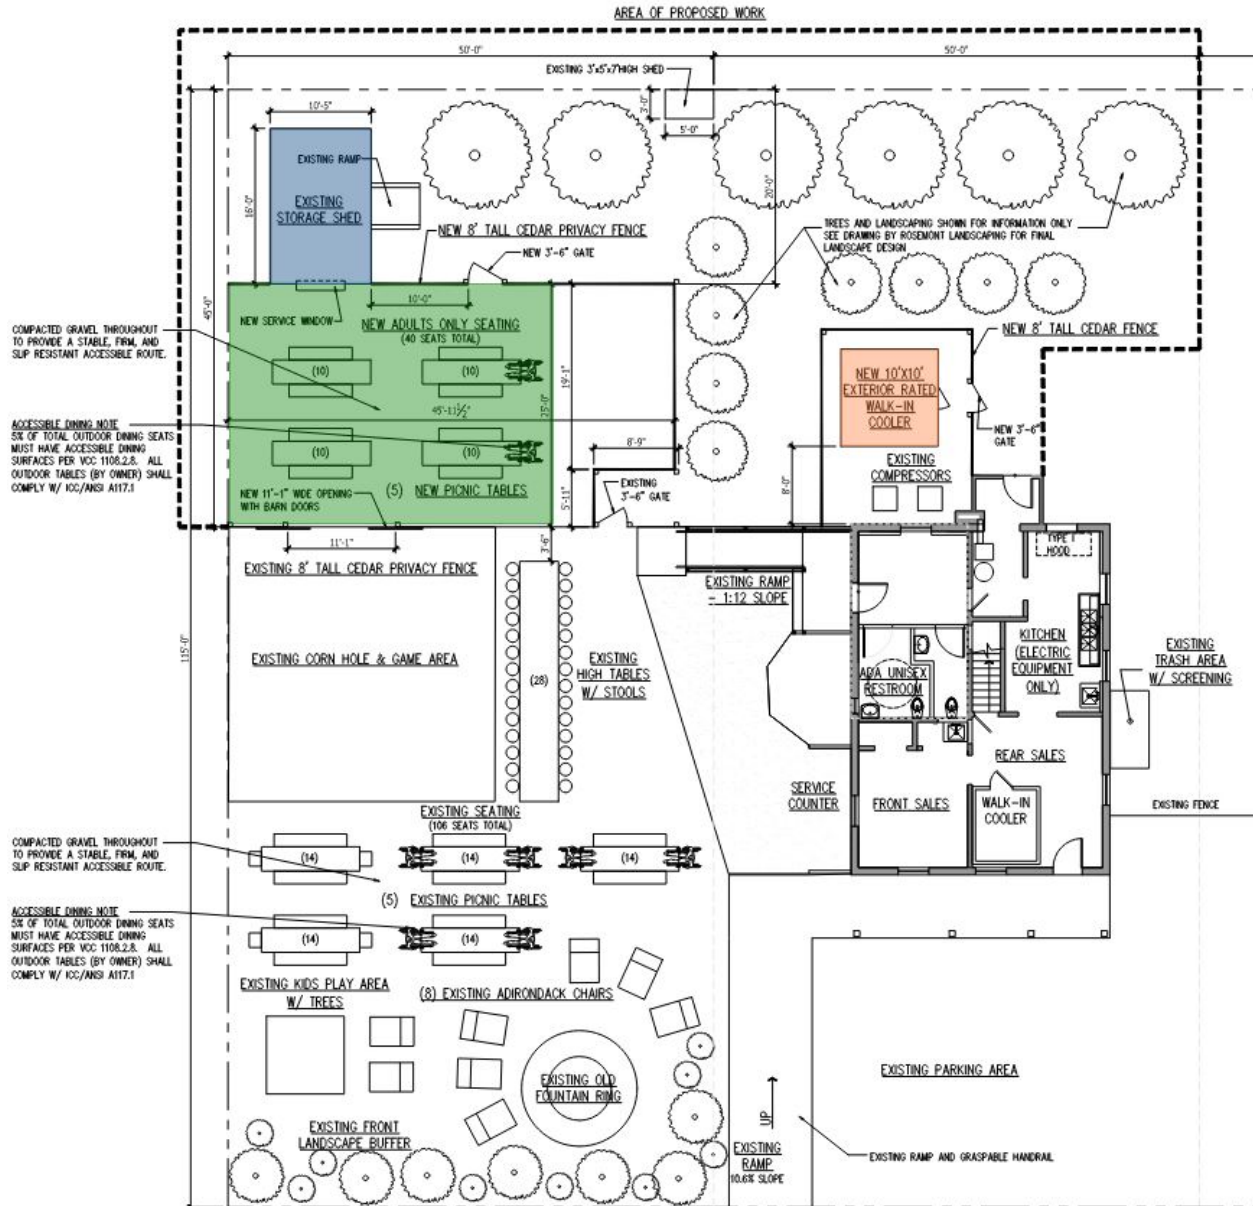 AREA OF PROPOSED WORK
50'-0"
50'-0"
EXISTING 3'x5'x7'HIGH SHED
10'-5"
3'-0"
5'-0"
EXISTING RAMP
16'-0"
EXISTING
STORAGE SHED
20'-0"
TREES AND LANDSCAPING SHOWN FOR INFORMATION ONLY
SEE DRAWING BY ROSEMONT LANDSCAPING FOR FINAL
LANDSCAPE DESIGN
NEW 8' TALL CEDAR PRIVACY FENCE
NEW 3'-6" GATE
45'-0"
10'-0"
NEW SERVICE WINDOW
NEW ADULTS ONLY SEATING
(40 SEATS TOTAL)
COMPACTED GRAVEL THROUGHOUT
TO PROVIDE A STABLE, FIRM, AND
SLIP RESISTANT ACCESSIBLE ROUTE.
NEW 8' TALL CEDAR FENCE
(10)
(10)
19'-1"
25'-0"
NEW 10'X10'
EXTERIOR RATED
WALK-IN
COOLER
45'-11½"
ACCESSIBLE DINING NOTE
5% OF TOTAL OUTDOOR DINING SEATS
MUST HAVE ACCESSIBLE DINING
SURFACES PER VCC 1108.2.8. ALL
OUTDOOR TABLES (BY OWNER) SHALL
COMPLY W/ ICC/ANSI A117.1
(10)
(10)
8'-9"
NEW 3'-6"
GATE
EXISTING
COMPRESSORS
8'-0"
EXISTING
3'-6" GATE
5'-11"
NEW 11'-1" WIDE OPENING
WITH BARN DOORS
(5) NEW PICNIC TABLES
11'-1"
3'-6"
TYPE I
HOOD
EXISTING 8' TALL CEDAR PRIVACY FENCE
EXISTING RAMP
- 1:12 SLOPE
115'-0"
EXISTING CORN HOLE & GAME AREA
(28)
EXISTING
HIGH TABLES
W/ STOOLS
ADA UNISEX
RESTROOM
KITCHEN
(ELECTRIC
EQUIPMENT
ONLY)
EXISTING
TRASH AREA
W/ SCREENING
REAR SALES
SERVICE
COUNTER
FRONT SALES
WALK-IN
COOLER
EXISTING FENCE
EXISTING SEATING
(106 SEATS TOTAL)
COMPACTED GRAVEL THROUGHOUT
TO PROVIDE A STABLE, FIRM, AND
SLIP RESISTANT ACCESSIBLE ROUTE.
(14)
(14)
(14)
(5) EXISTING PICNIC TABLES
ACCESSIBLE DINING NOTE
5% OF TOTAL OUTDOOR DINING SEATS
MUST HAVE ACCESSIBLE DINING
SURFACES PER VCC 1108.2.8. ALL
OUTDOOR TABLES (BY OWNER) SHALL
COMPLY W/ ICC/ANSI A117.1
(14)
(14)
EXISTING KIDS PLAY AREA
W/ TREES
(8) EXISTING ADIRONDACK CHAIRS
EXISTING OLD
FOUNTAIN RING
EXISTING PARKING AREA
UP
EXISTING FRONT
LANDSCAPE BUFFER
EXISTING
RAMP
10.6% SLOPE
EXISTING RAMP AND GRASPABLE HANDRAIL